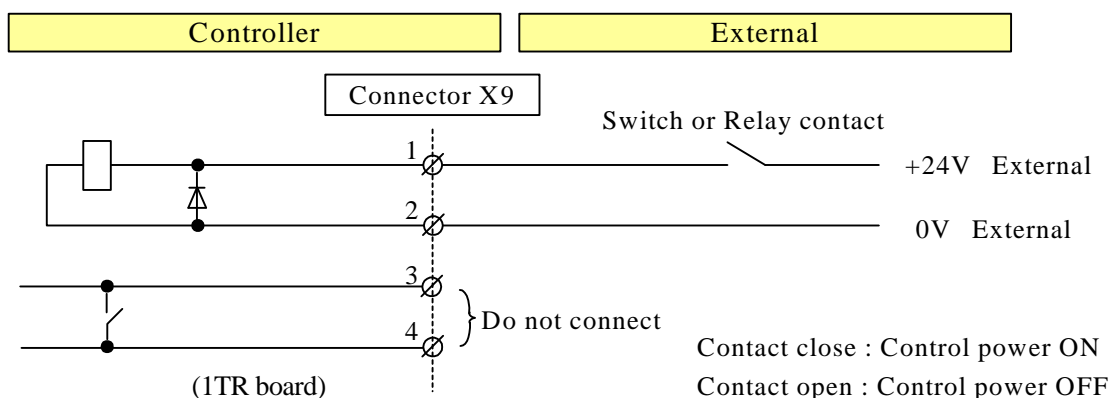 Controller
External
Connector X9
Switch or Relay contact
1
+24V External
2
0V External
3
Do not connect
4
Contact close : Control power ON
(1TR board)
Contact open : Control power OFF